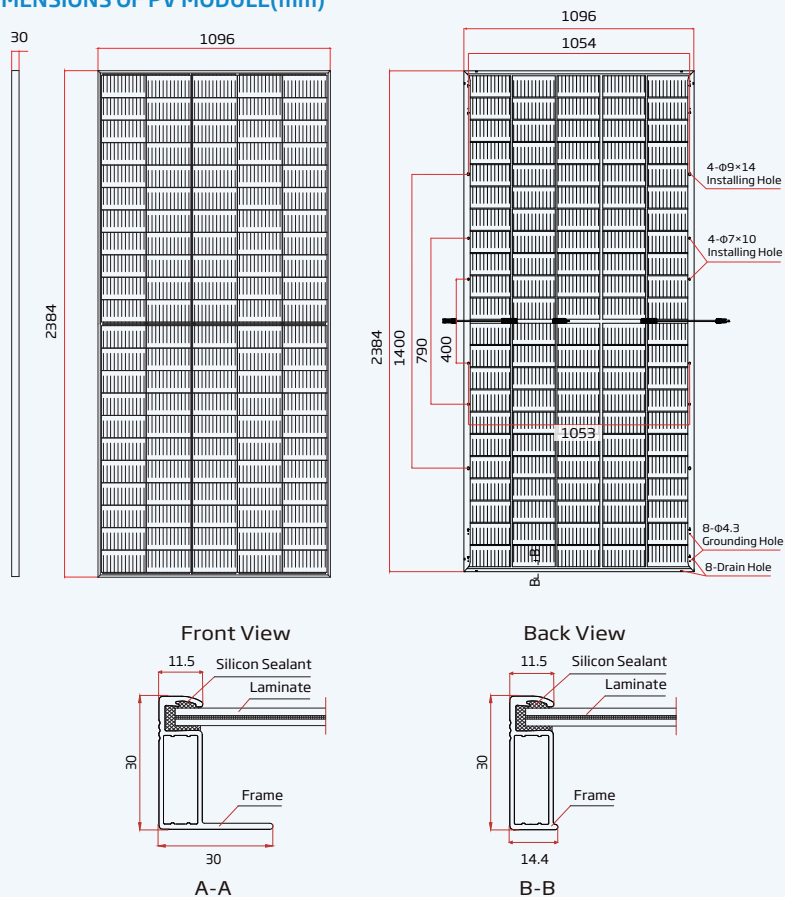 MENSIONS OF PV MODULE(mm)
30
1096
2384
Front View
1096
1054
4-Φ9×14
Installing Hole
4-Φ7×10
Installing Hole
2384
1400
790
400
1053
8-Φ4.3
Grounding Hole
8-Drain Hole
B
B
Back View
11.5
Silicon Sealant
Laminate
30
Frame
30
A-A
11.5
Silicon Sealant
Laminate
30
Frame
14.4
B-B